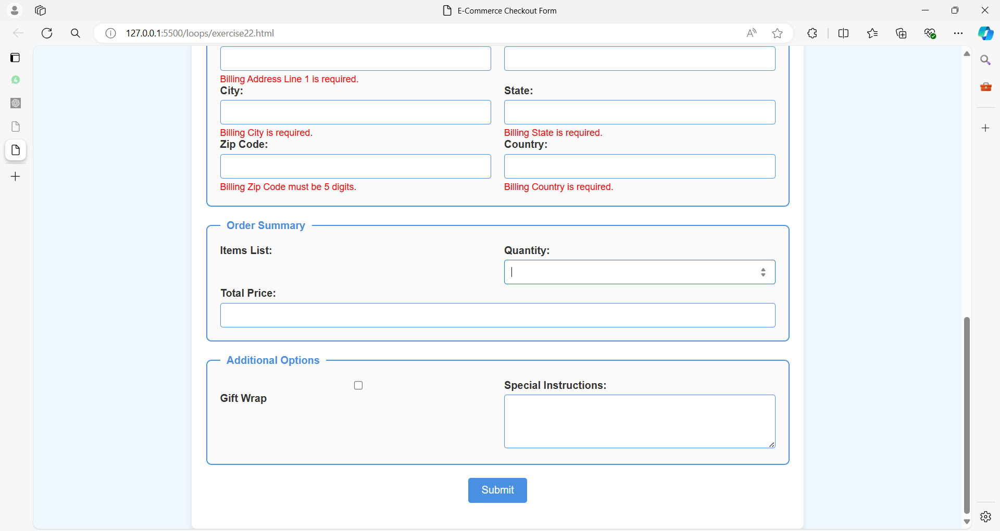 E-Commerce Checkout Form
127.0.0.1:5500/loops/exercise22.html
Billing Address Line 1 is required.
City: State:
Billing City is required. Billing State is required.
Zip Code: Country:
Billing Zip Code must be 5 digits. Billing Country is required.
Order Summary
Items List: Quantity:
Total Price:
Additional Options
Special Instructions:
Gift Wrap
Submit